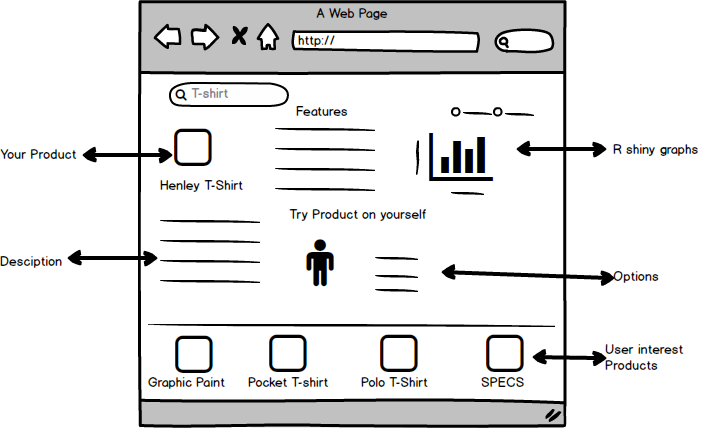 A Web Page
http://
T-shirt
Features
Your Product
R shiny graphs
Henley T-Shirt
Try Product on yourself
Desciption
Options
User interest
Products
Graphic Paint
Pocket T-shirt
Polo T-Shirt
SPECS